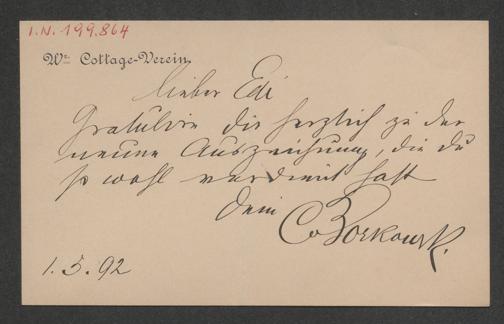 I.N. 199.864
Wr. Cottage-Verein
Lieber Edi
Gratulire dir herzlich zu der
neuen Auszeichnung, die du
so wohl verdient hast
Dein
C v Borkowsk.
1.5.92